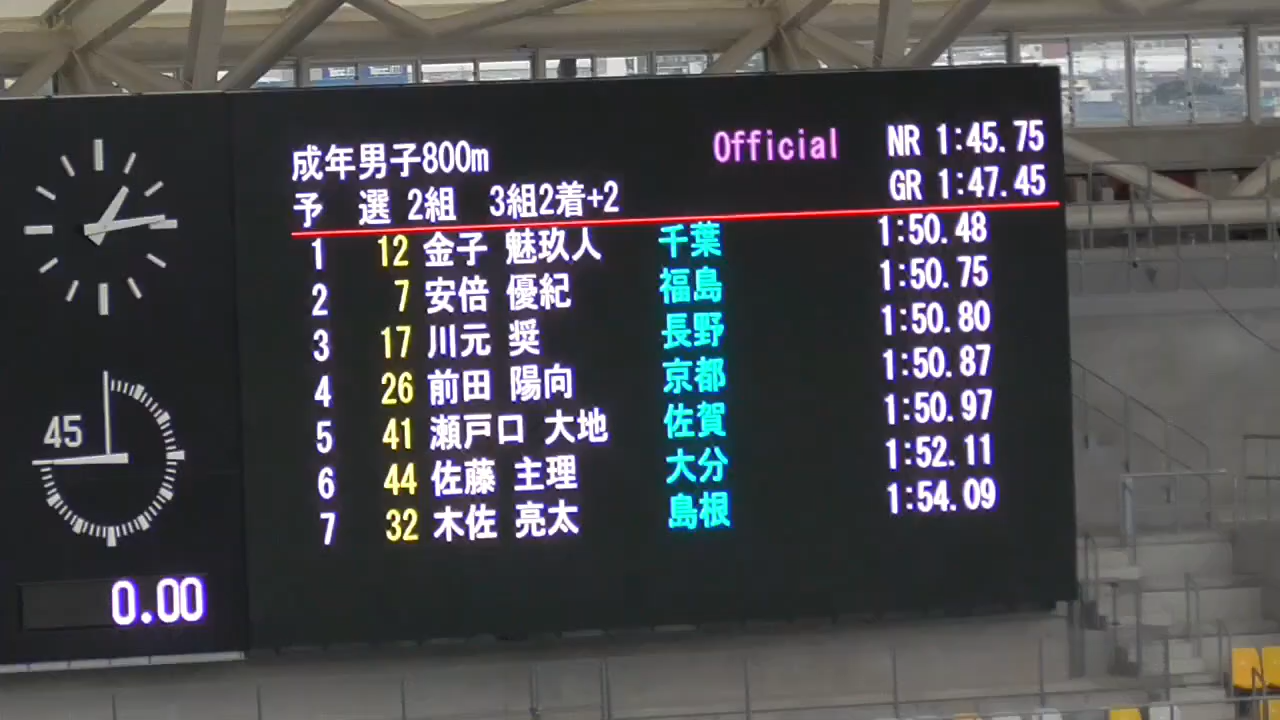 成年男子800m Official NR 1:45.75
予 選 2組 3組2着+2 GR 1:47.45
1 12 金子 魅玖人 千葉 1:50.48
2 7 安倍 優紀 福島 1:50.75
3 17 川元 奨 長野 1:50.80
4 26 前田 陽向 京都 1:50.87
5 41 瀬戸口 大地 佐賀 1:50.97
6 44 佐藤 主理 大分 1:52.11
7 32 木佐 亮太 島根 1:54.09
45
0.00